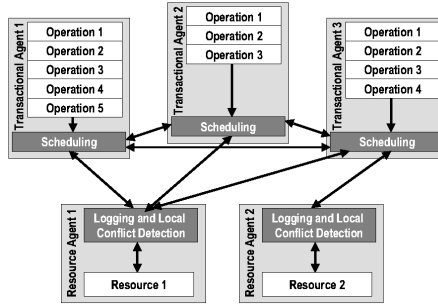 Transactional Agent 1
Operation 1
Operation 2
Operation 3
Operation 4
Operation 5
Scheduling
Transactional Agent 2
Operation 1
Operation 2
Operation 3
Scheduling
Transactional Agent 3
Operation 1
Operation 2
Operation 3
Operation 4
Scheduling
Resource Agent 1
Logging and Local
Conflict Detection
Resource 1
Resource Agent 2
Logging and Local
Conflict Detection
Resource 2